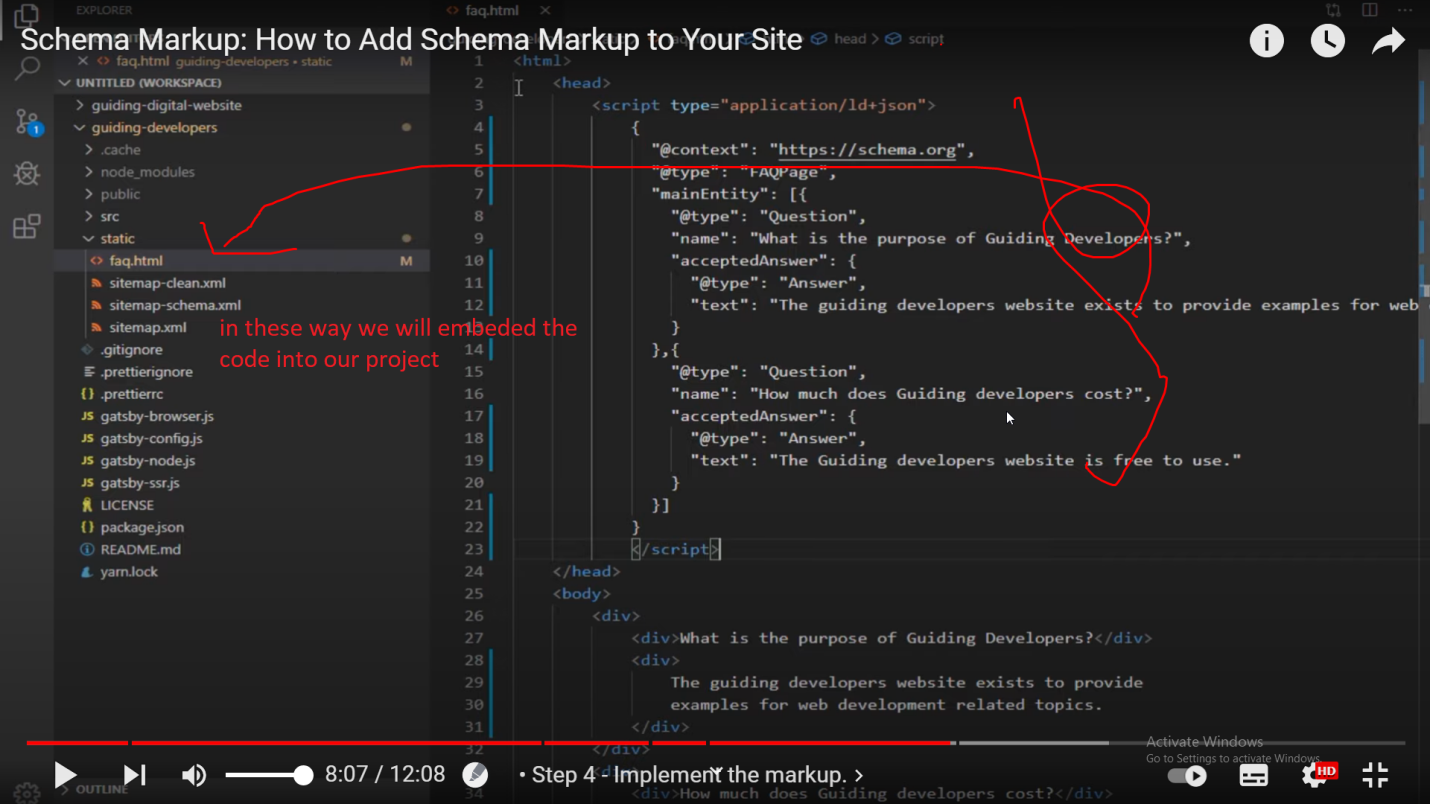 EXPLORER
faq.html
Schema Markup: How to Add Schema Markup to Your Site
head > script
faq.html guiding-developers • static M
UNTITLED (WORKSPACE)
guiding-digital-website
guiding-developers
.cache
node_modules
public
src
static
faq.html M
sitemap-clean.xml
sitemap-schema.xml
sitemap.xml
.gitignore
.prettierignore
.prettierrc
gatsby-browser.js
gatsby-config.js
gatsby-node.js
gatsby-ssr.js
LICENSE
package.json
README.md
yarn.lock
OUTLINE
1
in these way we will embeded the
code into our project
1 <html>
2 <head>
3 <script type="application/ld+json">
4 {
5 "@context": "https://schema.org",
6 "@type": "FAQPage",
7 "mainEntity": [{
8 "@type": "Question",
9 "name": "What is the purpose of Guiding Developers?",
10 "acceptedAnswer": {
11 "@type": "Answer",
12 "text": "The guiding developers website exists to provide examples for web
13 }
14 },{
15 "@type": "Question",
16 "name": "How much does Guiding developers cost?",
17 "acceptedAnswer": {
18 "@type": "Answer",
19 "text": "The Guiding developers website is free to use."
20 }
21 }]
22 }
23 </script>
24 </head>
25 <body>
26 <div>
27 <div>What is the purpose of Guiding Developers?</div>
28 <div>
29 The guiding developers website exists to provide
30 examples for web development related topics.
31 </div>
32 </div>
34 <div>How much does Guiding developers cost?</div>
Activate Windows
Go to Settings to activate Windows.
8:07 / 12:08 • Step 4 - Implement the markup. >
HD